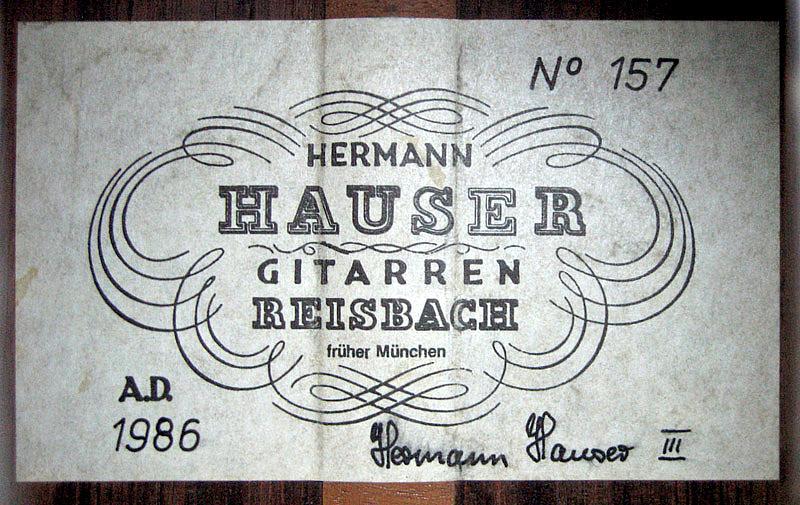 Nº 157
HERMANN
HAUSER
GITARREN
REISBACH
früher München
A.D.
1986
Hermann Hauser III